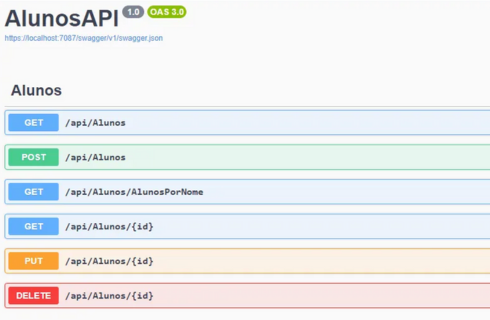 AlunosAPI 1.0 OAS 3.0
https://localhost:7087/swagger/v1/swagger.json
Alunos
GET /api/Alunos
POST /api/Alunos
GET /api/Alunos/AlunosPorNome
GET /api/Alunos/{id}
PUT /api/Alunos/{id}
DELETE /api/Alunos/{id}